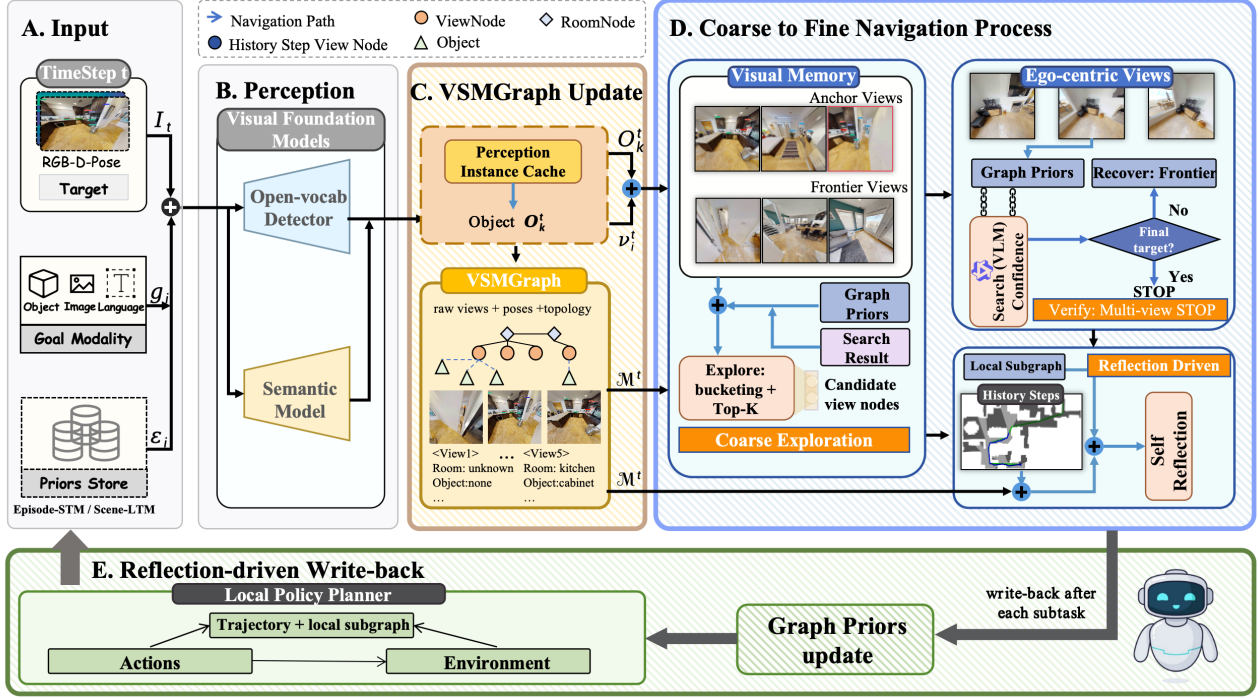 A. Input
TimeStep t
RGB-D-Pose
Target
I_t
Object Image Language
T
g_i
Goal Modality
ε_i
Priors Store
Episode-STM / Scene-LTM
Navigation Path
ViewNode
RoomNode
History Step View Node
Object
B. Perception
Visual Foundation
Models
Open-vocab
Detector
Semantic
Model
C. VSMGraph Update
Perception
Instance Cache
Object O_k^t
O_k^t
ν_i^t
VSMGraph
raw views + poses +topology
<View1> ... <View5>
Room: unknown Room: kitchen
Object:none Object:cabinet
... ...
M^t
M^t
D. Coarse to Fine Navigation Process
Visual Memory
Anchor Views
Frontier Views
Graph
Priors
Search
Result
Explore:
bucketing +
Top-K
Candidate
view nodes
Coarse Exploration
Ego-centric Views
Graph Priors
Recover: Frontier
No
Search (VLM)
Confidence
Final
target?
Yes
STOP
Verify: Multi-view STOP
Local Subgraph
Reflection Driven
History Steps
Self
Reflection
E. Reflection-driven Write-back
Local Policy Planner
Trajectory + local subgraph
Actions
Environment
Graph Priors
update
write-back after
each subtask